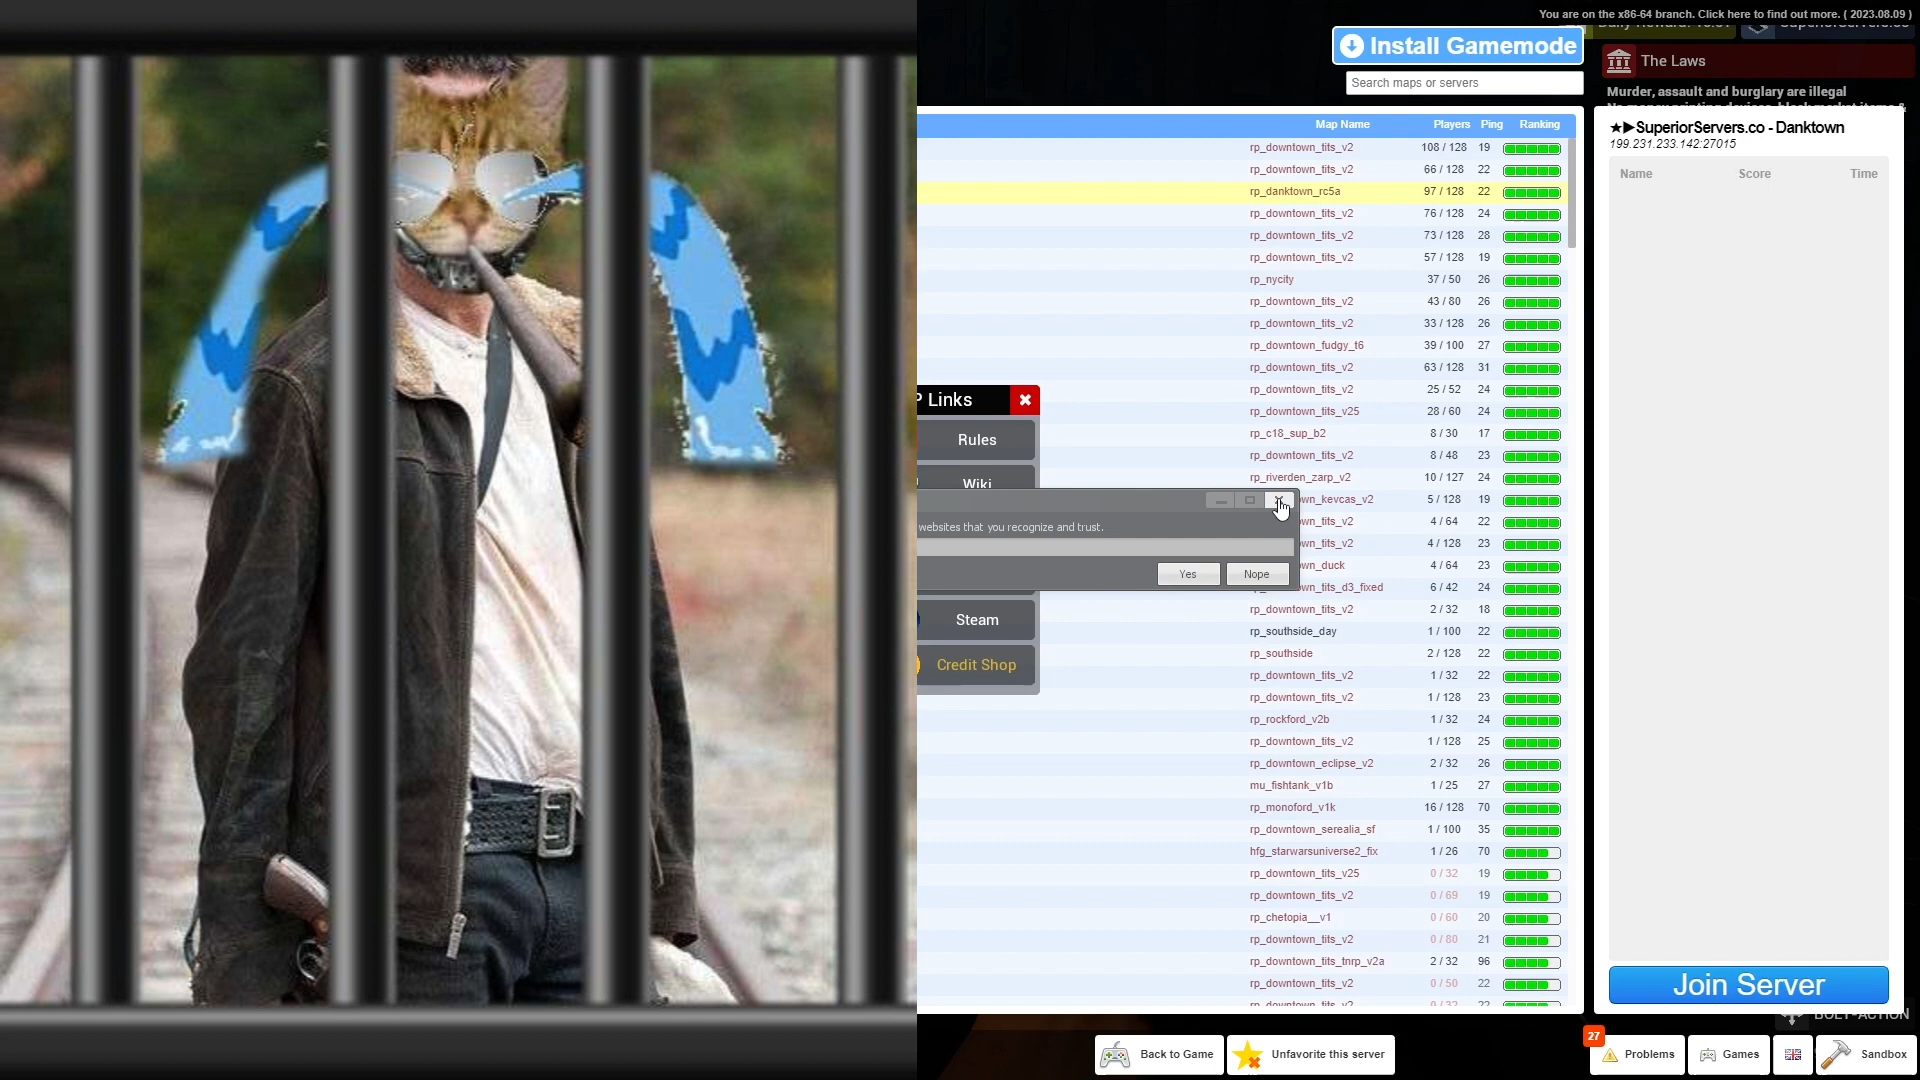 You are on the x86-64 branch. Click here to find out more. ( 2023.08.09 )
Install Gamemode
Search maps or servers
The Laws
Murder, assault and burglary are illegal
Map Name Players Ping Ranking
rp_downtown_tits_v2 108 / 128 19
rp_downtown_tits_v2 66 / 128 22
rp_danktown_rc5a 97 / 128 22
rp_downtown_tits_v2 76 / 128 24
rp_downtown_tits_v2 73 / 128 28
rp_downtown_tits_v2 57 / 128 19
rp_nycity 37 / 50 26
rp_downtown_tits_v2 43 / 80 26
rp_downtown_tits_v2 33 / 128 26
rp_downtown_fudgy_t6 39 / 100 27
rp_downtown_tits_v2 63 / 128 31
rp_downtown_tits_v2 25 / 52 24
rp_downtown_tits_v25 28 / 60 24
rp_c18_sup_b2 8 / 30 17
rp_downtown_tits_v2 8 / 48 23
rp_riverden_zarp_v2 10 / 127 24
own_kevcas_v2 5 / 128 19
own_tits_v2 4 / 64 22
own_tits_v2 4 / 128 23
own_duck 4 / 64 23
own_tits_d3_fixed 6 / 42 24
rp_downtown_tits_v2 2 / 32 18
rp_southside_day 1 / 100 22
rp_southside 2 / 128 22
rp_downtown_tits_v2 1 / 32 22
rp_downtown_tits_v2 1 / 128 23
rp_rockford_v2b 1 / 32 24
rp_downtown_tits_v2 1 / 128 25
rp_downtown_eclipse_v2 2 / 32 26
mu_fishtank_v1b 1 / 25 27
rp_monoford_v1k 16 / 128 70
rp_downtown_serealia_sf 1 / 100 35
hfg_starwarsuniverse2_fix 1 / 26 70
rp_downtown_tits_v25 0 / 32 19
rp_downtown_tits_v2 0 / 69 19
rp_chetopia__v1 0 / 60 20
rp_downtown_tits_v2 0 / 80 21
rp_downtown_tits_tnrp_v2a 2 / 32 96
rp_downtown_tits_v2 0 / 50 22
P Links
Rules
Wiki
websites that you recognize and trust.
Yes Nope
Steam
Credit Shop
★▶SuperiorServers.co - Danktown
199.231.233.142:27015
Name Score Time
Join Server
BOLT-ACTION
Back to Game
Unfavorite this server
27
Problems
Games
Sandbox